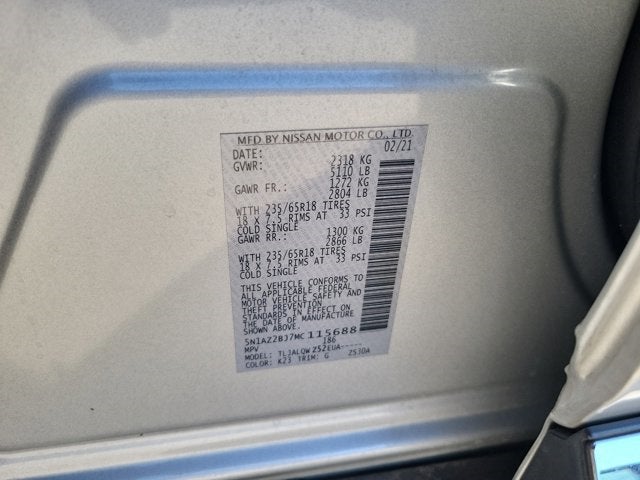 MFD BY NISSAN MOTOR CO., LTD.
DATE: 02/21
GVWR: 2318 KG
5110 LB
GAWR FR.: 1272 KG
2804 LB
WITH 235/65R18 TIRES
18 X 7.5 RIMS AT 33 PSI
COLD SINGLE
GAWR RR.: 1300 KG
2866 LB
WITH 235/65R18 TIRES
18 X 7.5 RIMS AT 33 PSI
COLD SINGLE
THIS VEHICLE CONFORMS TO
ALL APPLICABLE FEDERAL
MOTOR VEHICLE SAFETY AND
THEFT PREVENTION
STANDARDS IN EFFECT ON
THE DATE OF MANUFACTURE
SHOWN ABOVE.
5N1AZ2BJ7MC115688
MPV 186
MODEL: TLJALQWZ52EUA-----
COLOR: K23 TRIM: G ZS3DA